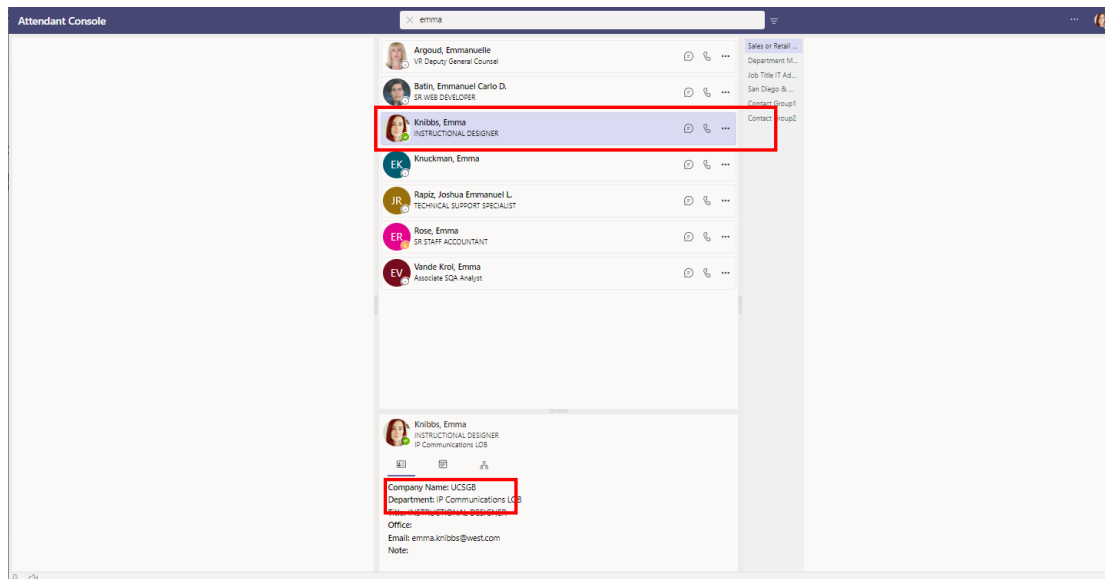 Attendant Console
emma
Argoud, Emmanuelle
VP, Deputy General Counsel
Batin, Emmanuel Carlo D.
SR WEB DEVELOPER
Knibbs, Emma
INSTRUCTIONAL DESIGNER
EK
Knuckman, Emma
JR
Rapiz, Joshua Emmanuel L.
TECHNICAL SUPPORT SPECIALIST
ER
Rose, Emma
SR STAFF ACCOUNTANT
EV
Vande Krol, Emma
Associate SQA Analyst
Sales or Retail ...
Department M...
Job Title IT Ad...
San Diego & ...
Contact Group1
Contact Group2
Knibbs, Emma
INSTRUCTIONAL DESIGNER
IP Communications LOB
Company Name: UCSGB
Department: IP Communications LOB
Title: INSTRUCTIONAL DESIGNER
Office:
Email: emma.knibbs@west.com
Note: